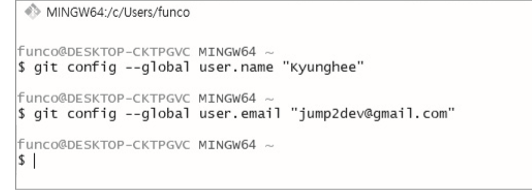 MINGW64:/c/Users/funco
funco@DESKTOP-CKTPGVC MINGW64 ~
$ git config --global user.name "Kyunghee"
funco@DESKTOP-CKTPGVC MINGW64 ~
$ git config --global user.email "jump2dev@gmail.com"
funco@DESKTOP-CKTPGVC MINGW64 ~
$